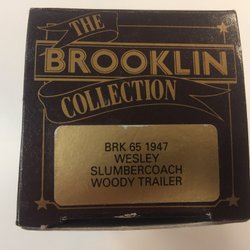 THE
BROOKLIN
COLLECTION
BRK 65 1947
WESLEY
SLUMBERCOACH
WOODY TRAILER